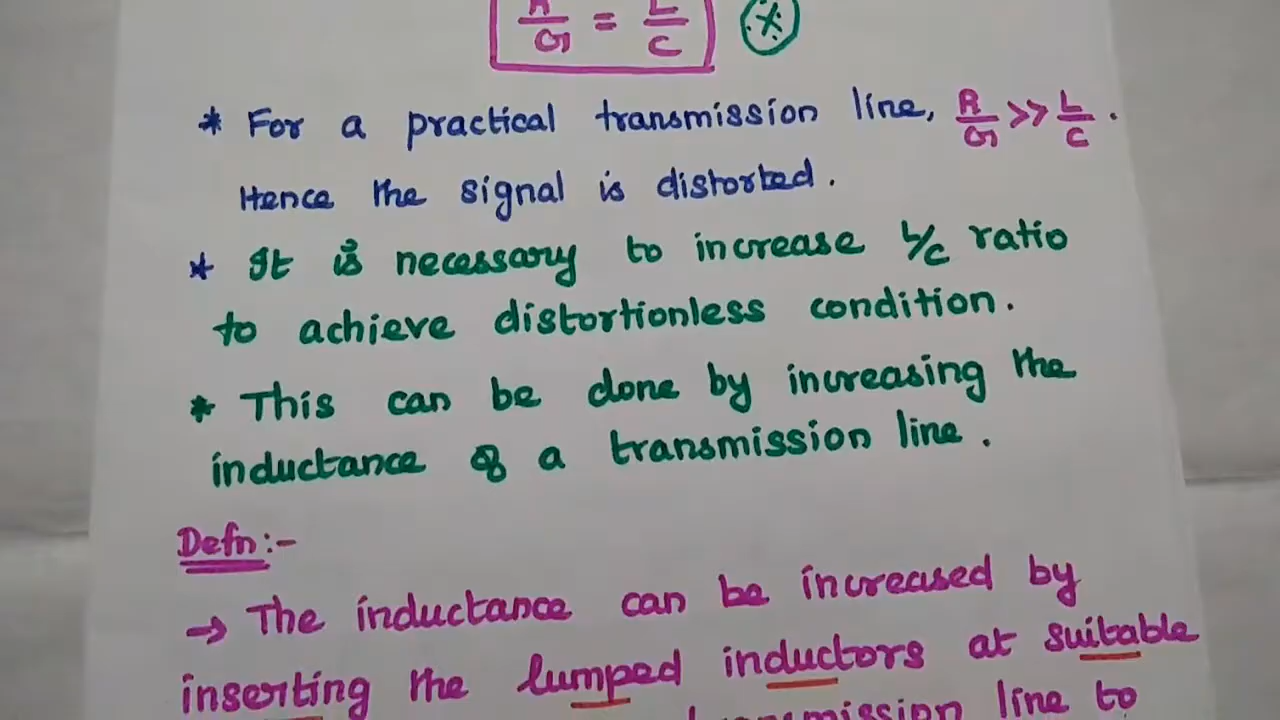 R/G = L/C *
* For a practical transmission line, R/G >> L/C .
Hence the signal is distorted .
* It is necessary to increase L/C ratio
to achieve distortionless condition .
* This can be done by increasing the
inductance of a transmission line .
Defn :-
→ The inductance can be increased by
inserting the lumped inductors at suitable
transmission line to